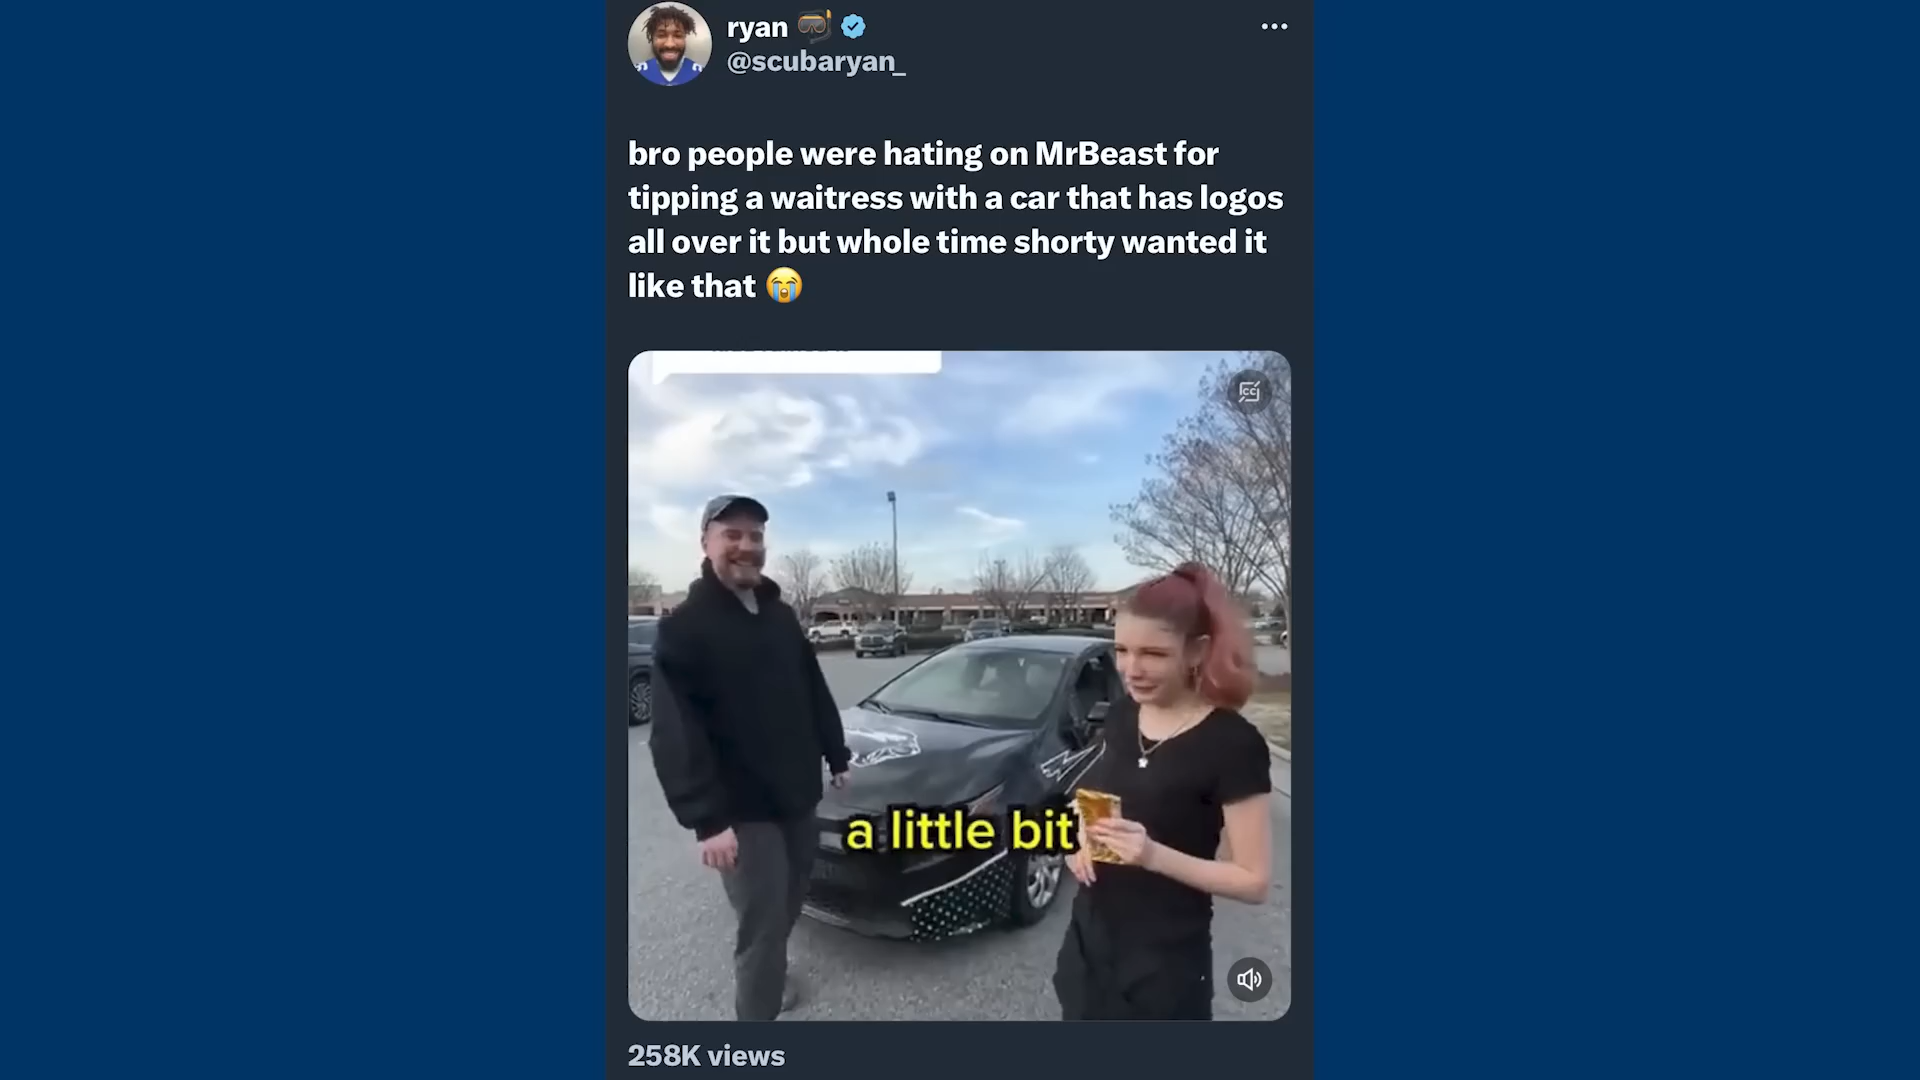 ryan
@scubaryan_
bro people were hating on MrBeast for
tipping a waitress with a car that has logos
all over it but whole time shorty wanted it
like that
CC
a little bit
258K views